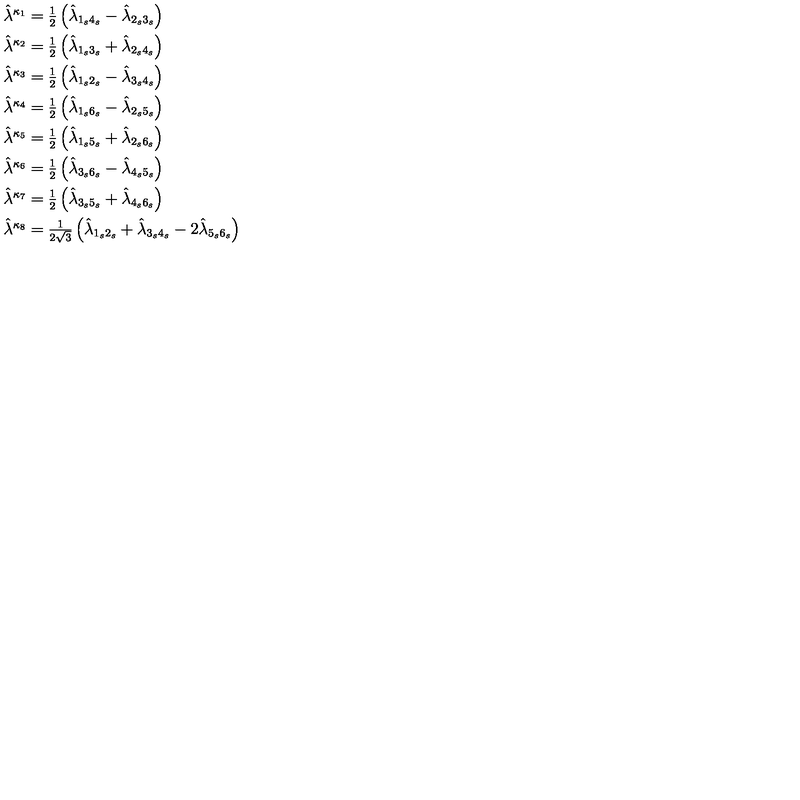 \hat{\lambda}^{\kappa_1} = \frac{1}{2} \left( \hat{\lambda}_{1_s 4_s} - \hat{\lambda}_{2_s 3_s} \right)
\hat{\lambda}^{\kappa_2} = \frac{1}{2} \left( \hat{\lambda}_{1_s 3_s} + \hat{\lambda}_{2_s 4_s} \right)
\hat{\lambda}^{\kappa_3} = \frac{1}{2} \left( \hat{\lambda}_{1_s 2_s} - \hat{\lambda}_{3_s 4_s} \right)
\hat{\lambda}^{\kappa_4} = \frac{1}{2} \left( \hat{\lambda}_{1_s 6_s} - \hat{\lambda}_{2_s 5_s} \right)
\hat{\lambda}^{\kappa_5} = \frac{1}{2} \left( \hat{\lambda}_{1_s 5_s} + \hat{\lambda}_{2_s 6_s} \right)
\hat{\lambda}^{\kappa_6} = \frac{1}{2} \left( \hat{\lambda}_{3_s 6_s} - \hat{\lambda}_{4_s 5_s} \right)
\hat{\lambda}^{\kappa_7} = \frac{1}{2} \left( \hat{\lambda}_{3_s 5_s} + \hat{\lambda}_{4_s 6_s} \right)
\hat{\lambda}^{\kappa_8} = \frac{1}{2\sqrt{3}} \left( \hat{\lambda}_{1_s 2_s} + \hat{\lambda}_{3_s 4_s} - 2\hat{\lambda}_{5_s 6_s} \right)